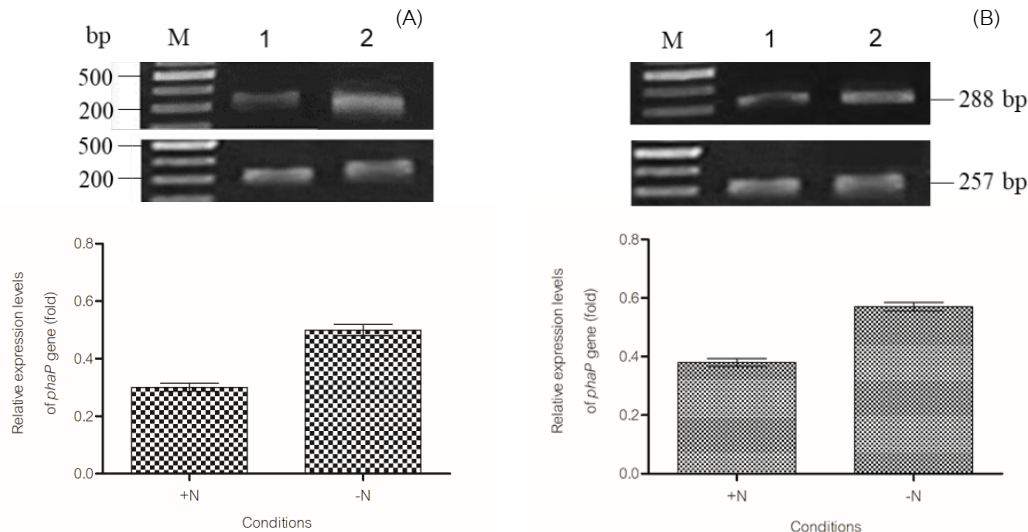 (A)
bp M 1 2
500
200
500
200
(B)
M 1 2
288 bp
257 bp
Relative expression levels
of phaP gene (fold)
0.8
0.6
0.4
0.2
0.0
+N -N
Conditions
Relative expression levels
of phaP gene (fold)
0.8
0.6
0.4
0.2
0.0
+N -N
Conditions